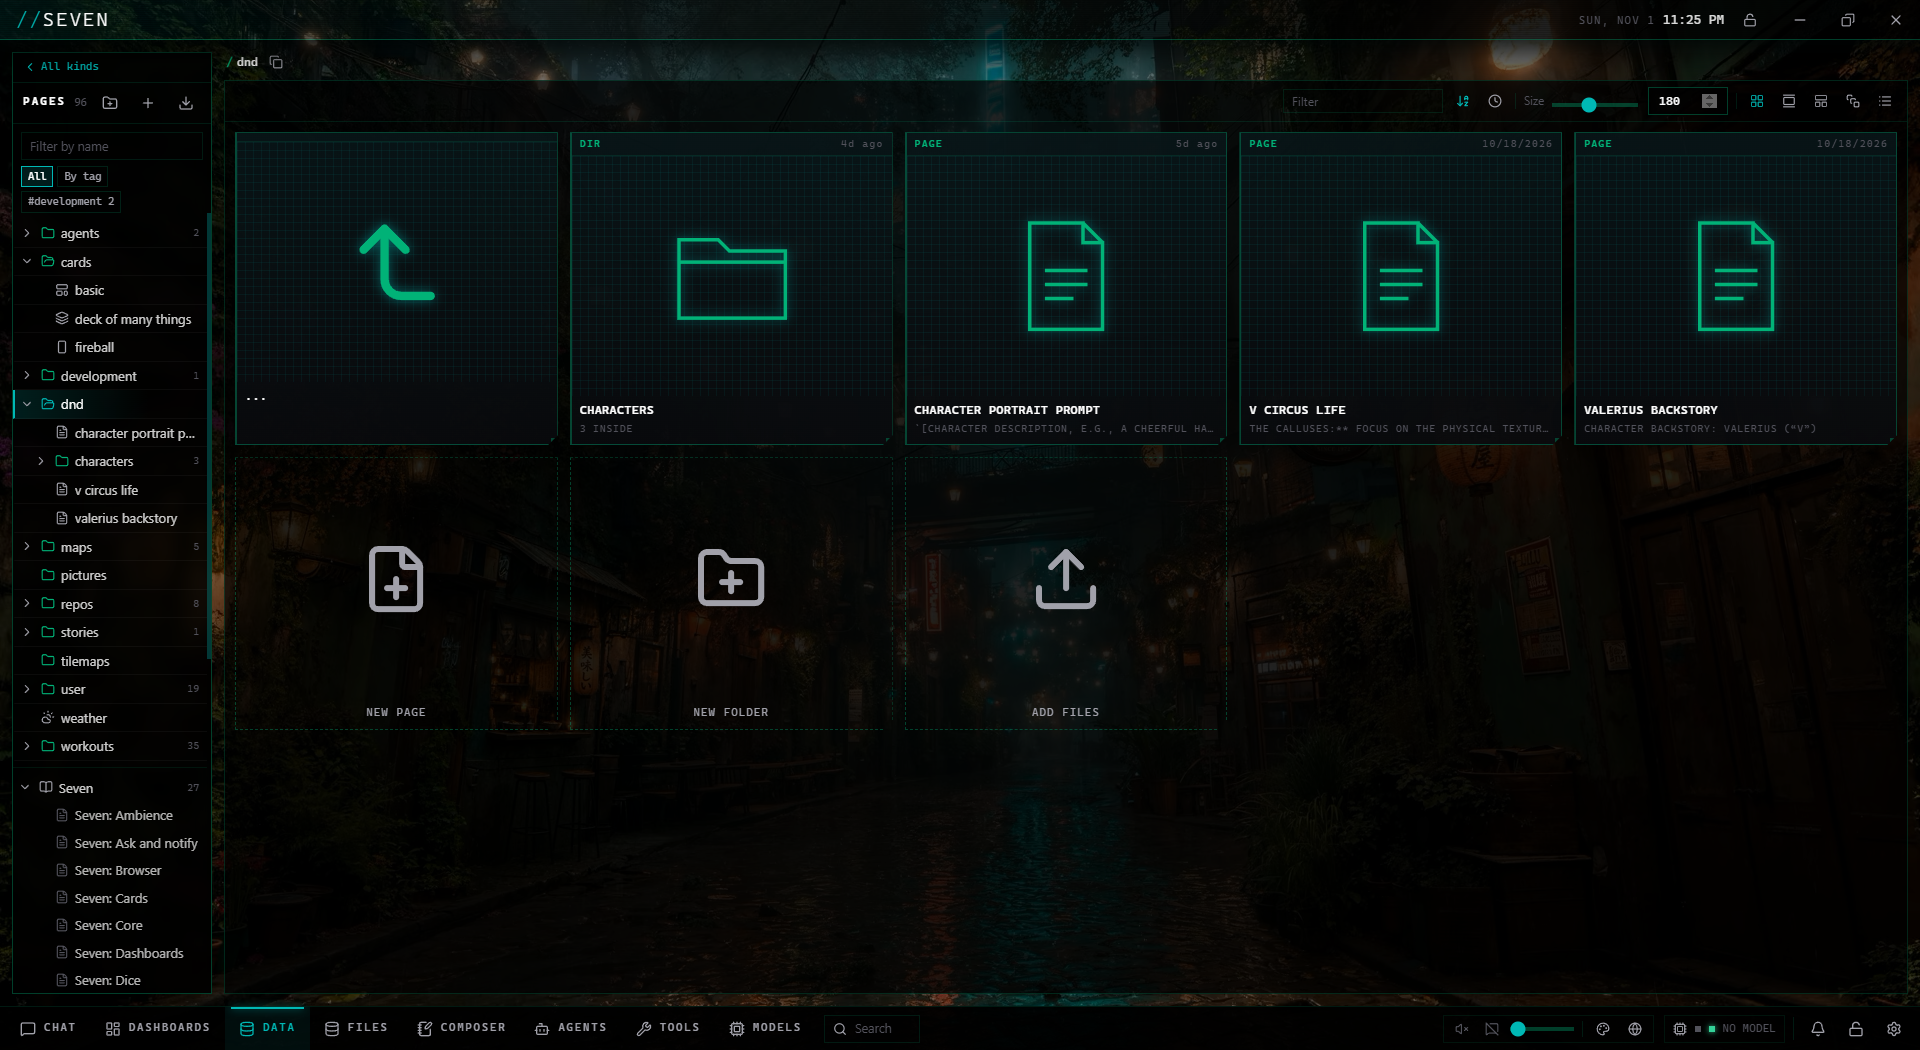 //SEVEN
SUN, NOV 1 11:25 PM
All kinds
/ dnd
PAGES 96
Filter
Size
180
Filter by name
All
By tag
#development 2
agents 2
cards
basic
deck of many things
fireball
development 1
dnd
character portrait p...
characters 3
v circus life
valerius backstory
maps 5
pictures
repos 8
stories 1
tilemaps
user 19
weather
workouts 35
Seven 27
Seven: Ambience
Seven: Ask and notify
Seven: Browser
Seven: Cards
Seven: Core
Seven: Dashboards
Seven: Dice
...
DIR 4d ago
CHARACTERS
3 INSIDE
PAGE 5d ago
CHARACTER PORTRAIT PROMPT
`[CHARACTER DESCRIPTION, E.G., A CHEERFUL HA…
PAGE 10/18/2026
V CIRCUS LIFE
THE CALLUSES:** FOCUS ON THE PHYSICAL TEXTUR…
PAGE 10/18/2026
VALERIUS BACKSTORY
CHARACTER BACKSTORY: VALERIUS (“V”)
NEW PAGE
NEW FOLDER
ADD FILES
CHAT
DASHBOARDS
DATA
FILES
COMPOSER
AGENTS
TOOLS
MODELS
Search
NO MODEL